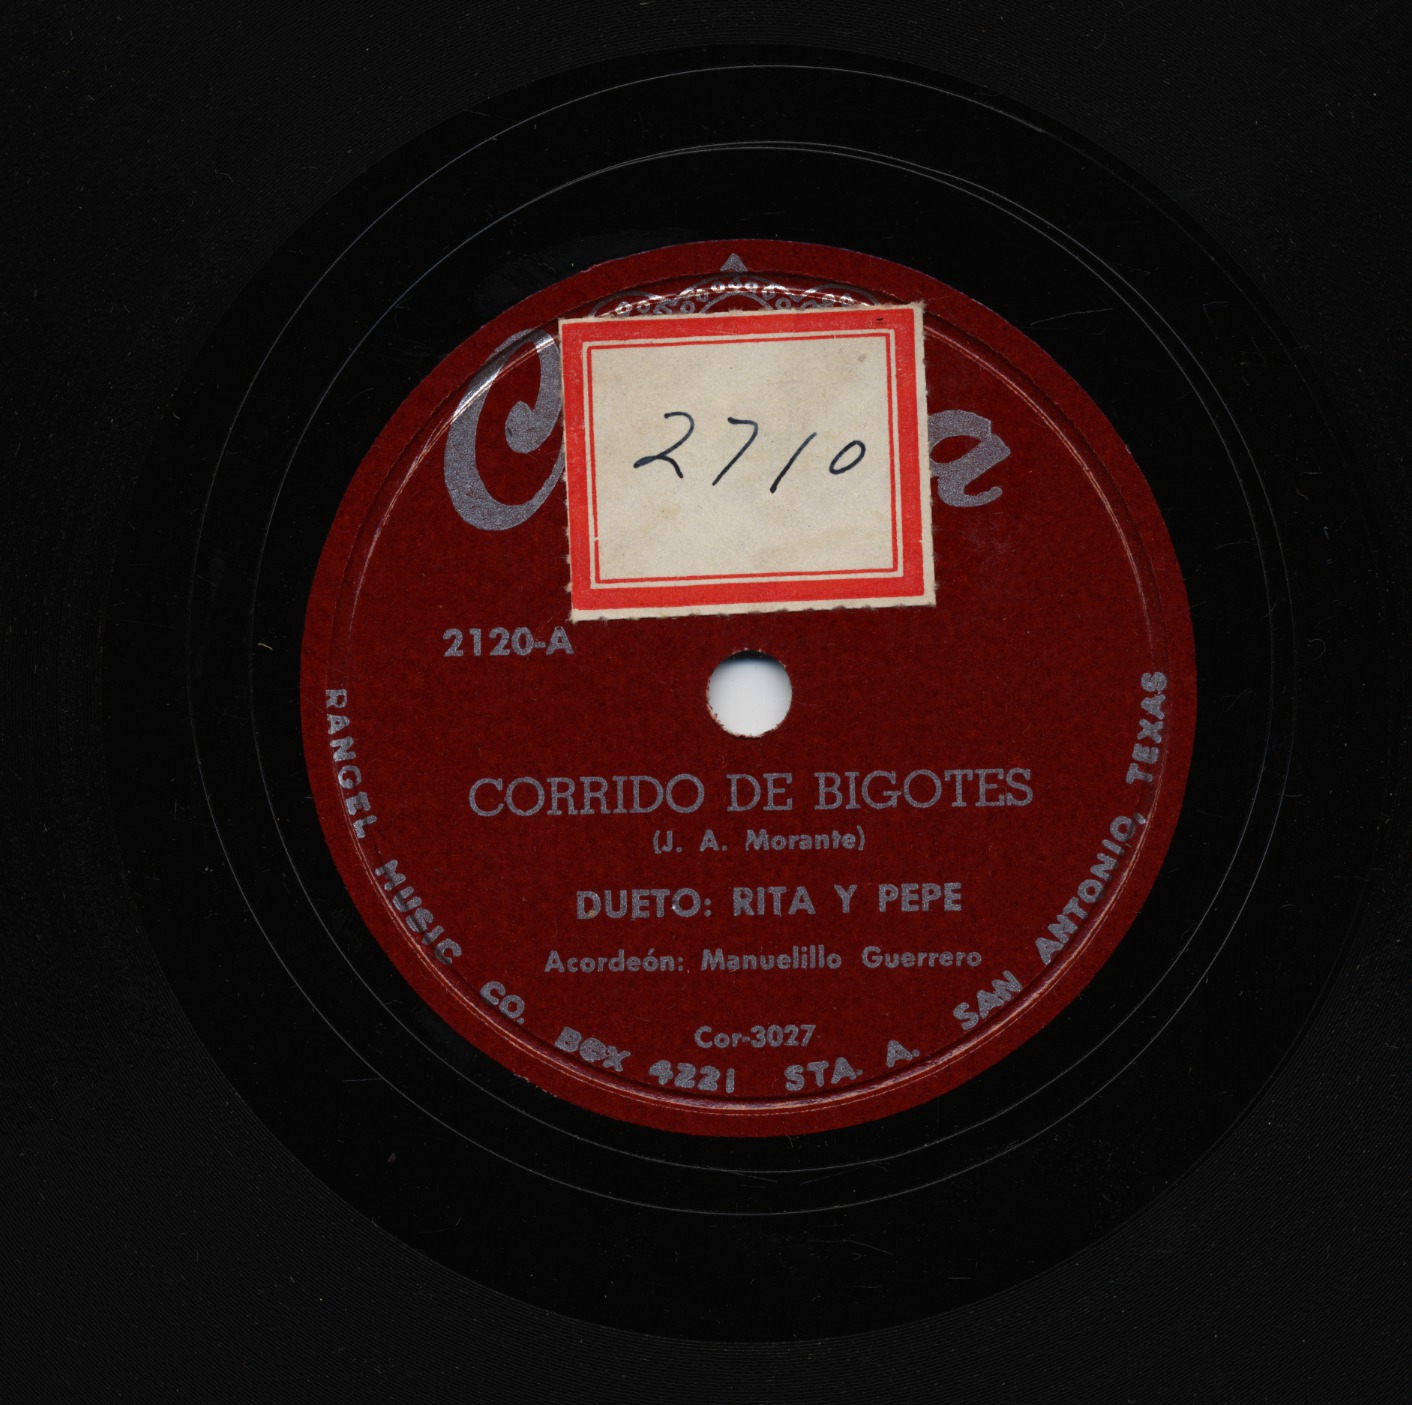 2710
2120-A
CORRIDO DE BIGOTES
(J. A. Morante)
DUETO: RITA Y PEPE
Acordeón: Manuelillo Guerrero
Cor-3027
RANGEL MUSIC CO. BOX 4221 STA. A. SAN ANTONIO, TEXAS